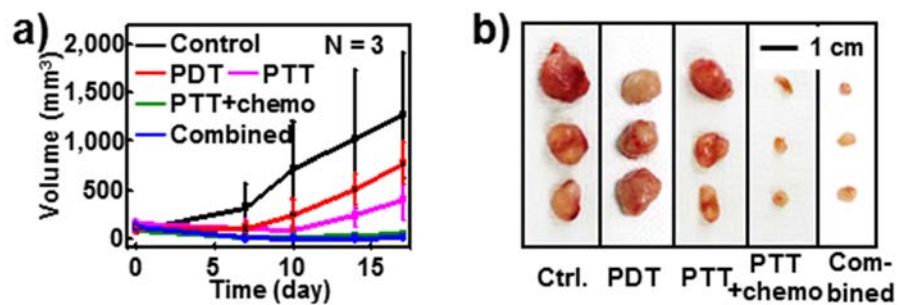 a)
2,000
1,500
1,000
500
0
Volume (mm³)
Control
N = 3
PDT PTT
PTT+chemo
Combined
0 5 10 15
Time (day)
b)
1 cm
Ctrl.
PDT
PTT
PTT
+chemo
Com-
bined